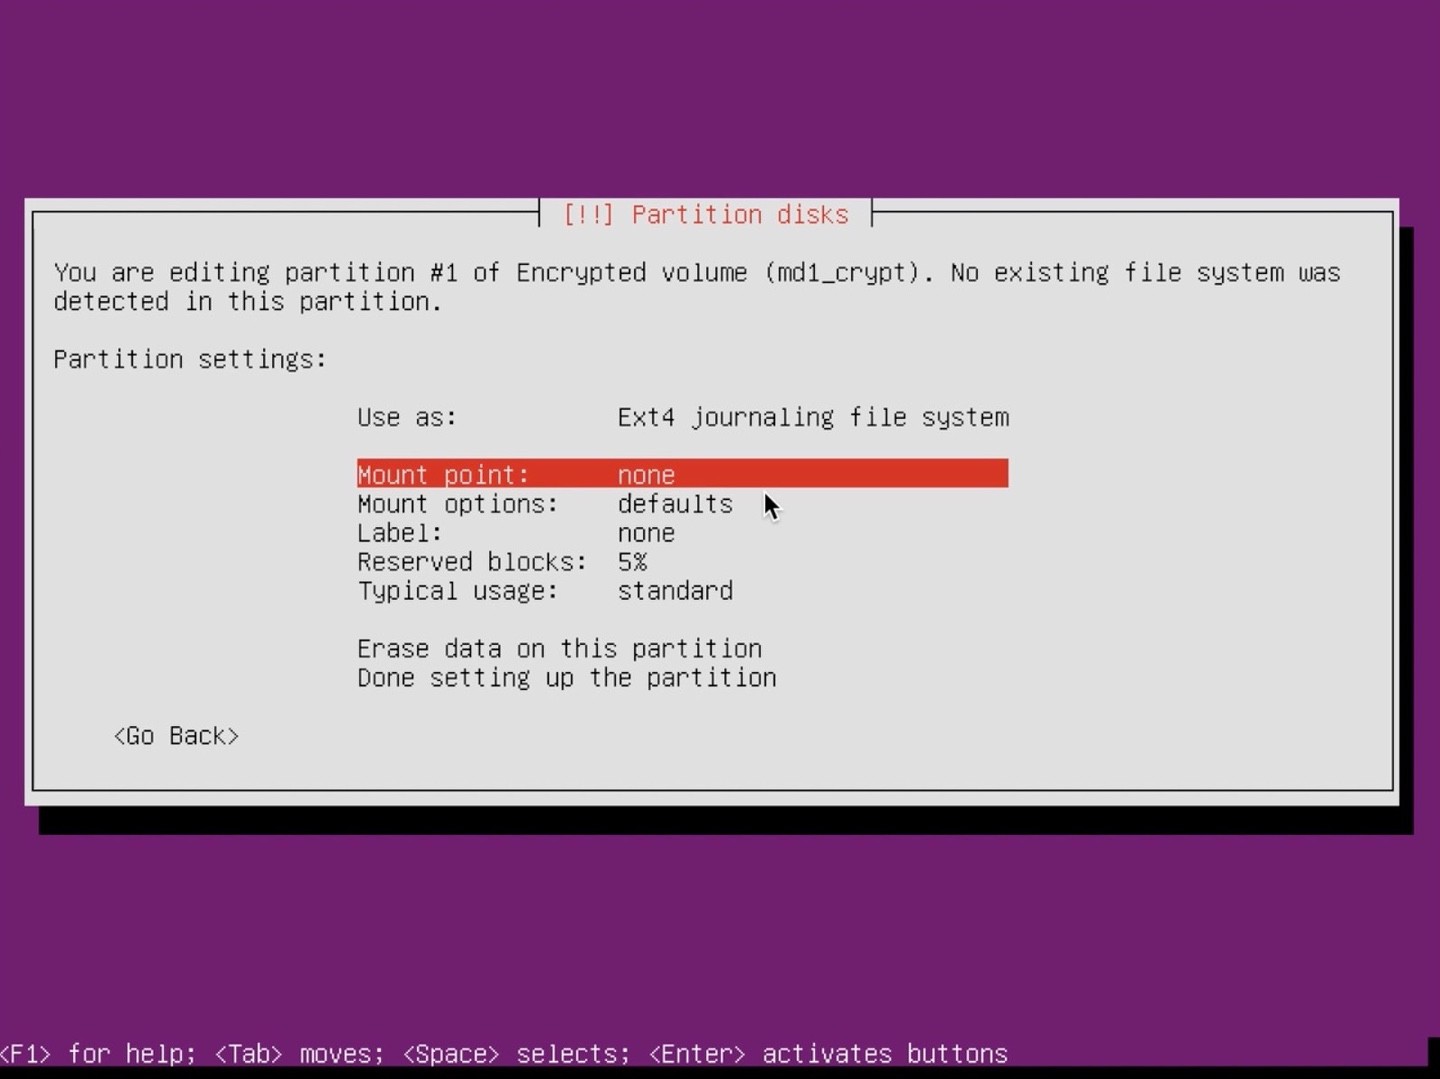 [!!] Partition disks
You are editing partition #1 of Encrypted volume (md1_crypt). No existing file system was
detected in this partition.
Partition settings:
Use as: Ext4 journaling file system
Mount point: none
Mount options: defaults
Label: none
Reserved blocks: 5%
Typical usage: standard
Erase data on this partition
Done setting up the partition
<Go Back>
<F1> for help; <Tab> moves; <Space> selects; <Enter> activates buttons